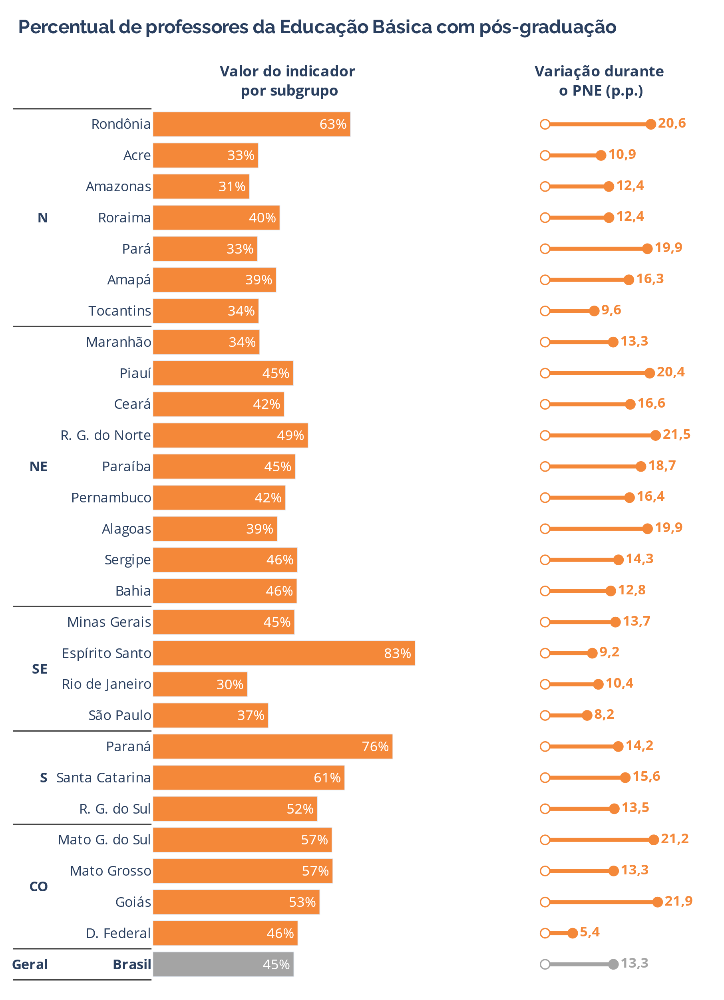 Percentual de professores da Educação Básica com pós-graduação
Valor do indicador
por subgrupo
Variação durante
o PNE (p.p.)
Rondônia 63% 20,6
Acre 33% 10,9
Amazonas 31% 12,4
N Roraima 40% 12,4
Pará 33% 19,9
Amapá 39% 16,3
Tocantins 34% 9,6
Maranhão 34% 13,3
Piauí 45% 20,4
Ceará 42% 16,6
R. G. do Norte 49% 21,5
NE Paraíba 45% 18,7
Pernambuco 42% 16,4
Alagoas 39% 19,9
Sergipe 46% 14,3
Bahia 46% 12,8
Minas Gerais 45% 13,7
Espírito Santo 83% 9,2
SE
Rio de Janeiro 30% 10,4
São Paulo 37% 8,2
Paraná 76% 14,2
S Santa Catarina 61% 15,6
R. G. do Sul 52% 13,5
Mato G. do Sul 57% 21,2
Mato Grosso 57% 13,3
CO
Goiás 53% 21,9
D. Federal 46% 5,4
Geral Brasil 45% 13,3